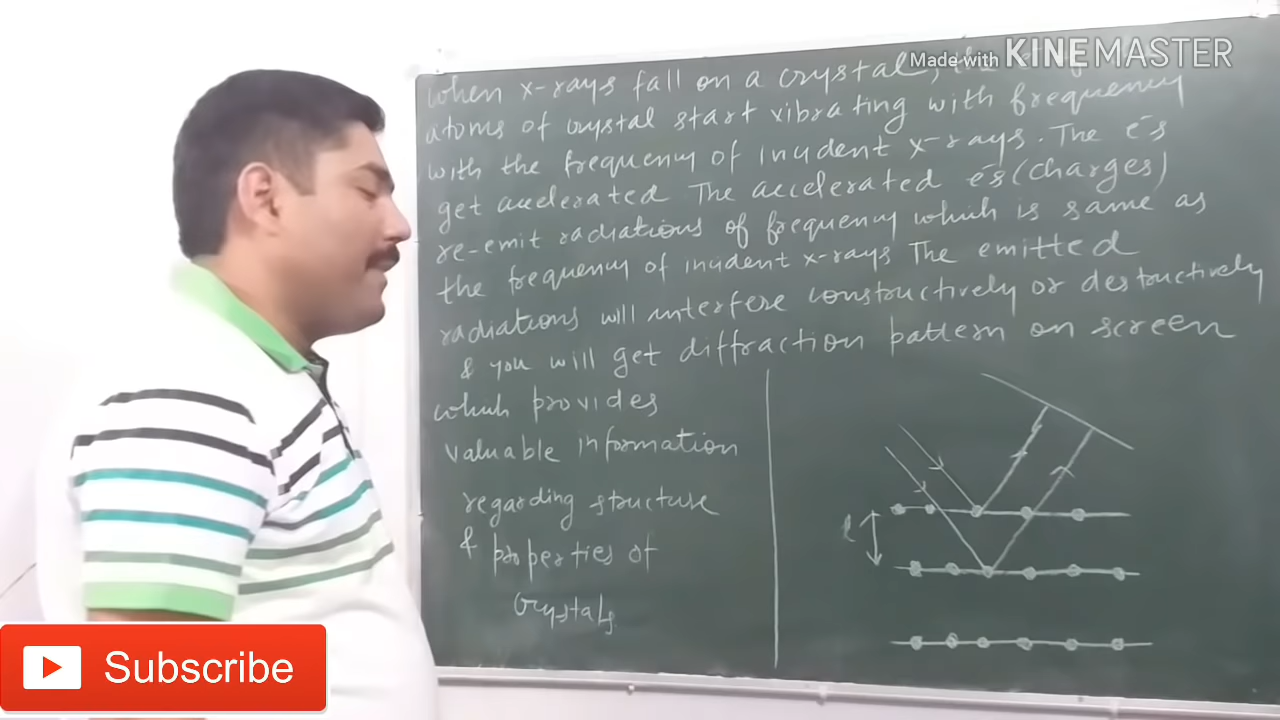 Made with KINEMASTER
when x-rays fall on a crystal, the e-s of
atoms of crystal start vibrating with frequency
with the frequency of incident x-rays. The e-s
get accelerated The accelerated e-s (charges)
re-emit radiations of frequency which is same as
the frequency of incident x-rays The emitted
radiations will interfere constructively or destructively
& you will get diffraction pattern on screen
which provides
valuable information
regarding structure
& properties of
crystals.
l
Subscribe